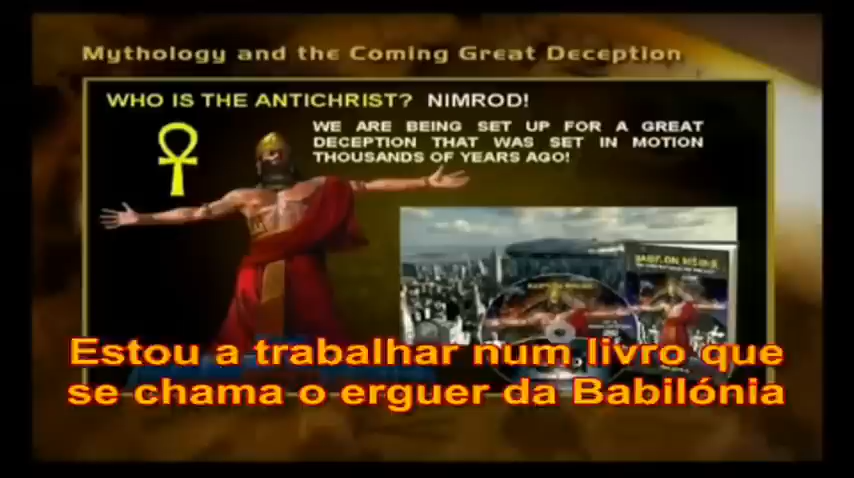 Mythology and the Coming Great Deception
WHO IS THE ANTICHRIST? NIMROD!
WE ARE BEING SET UP FOR A GREAT
DECEPTION THAT WAS SET IN MOTION
THOUSANDS OF YEARS AGO!
BABYLON RISING
Estou a trabalhar num livro que
se chama o erguer da Babilónia